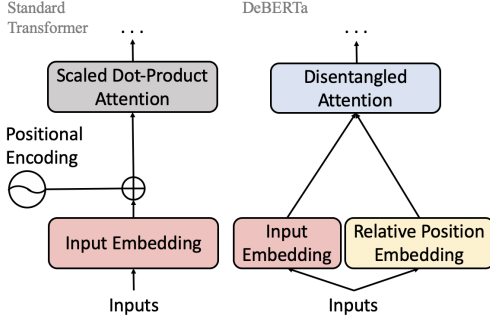 Standard
Transformer
...
Scaled Dot-Product
Attention
Positional
Encoding
Input Embedding
Inputs
DeBERTa
...
Disentangled
Attention
Input
Embedding
Relative Position
Embedding
Inputs